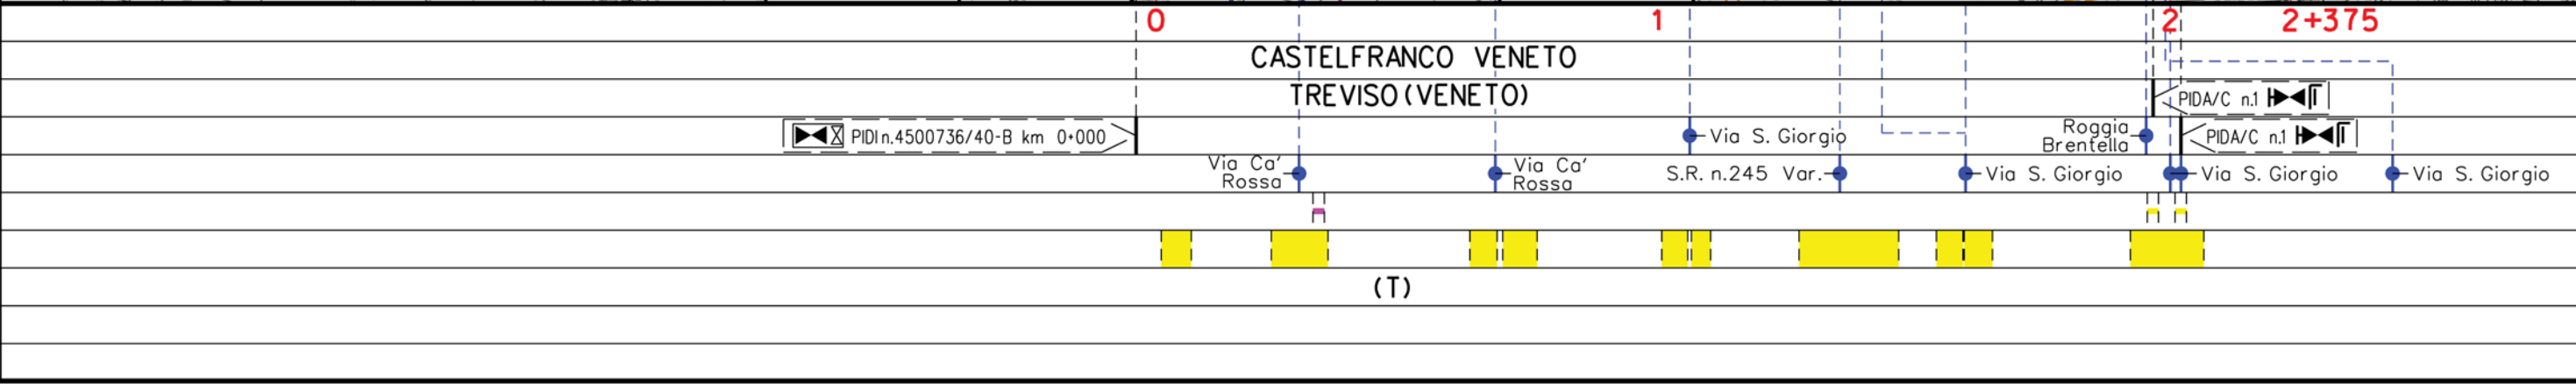 0 1 2 2+375
CASTELFRANCO VENETO
TREVISO (VENETO)
PIDA/C n.1
PIDI n.4500736/40-B km 0+000
Via S. Giorgio
Roggia
Brentella
PIDA/C n.1
Via Ca'
Rossa
Via Ca'
Rossa
S.R. n.245 Var.
Via S. Giorgio
Via S. Giorgio
Via S. Giorgio
(T)